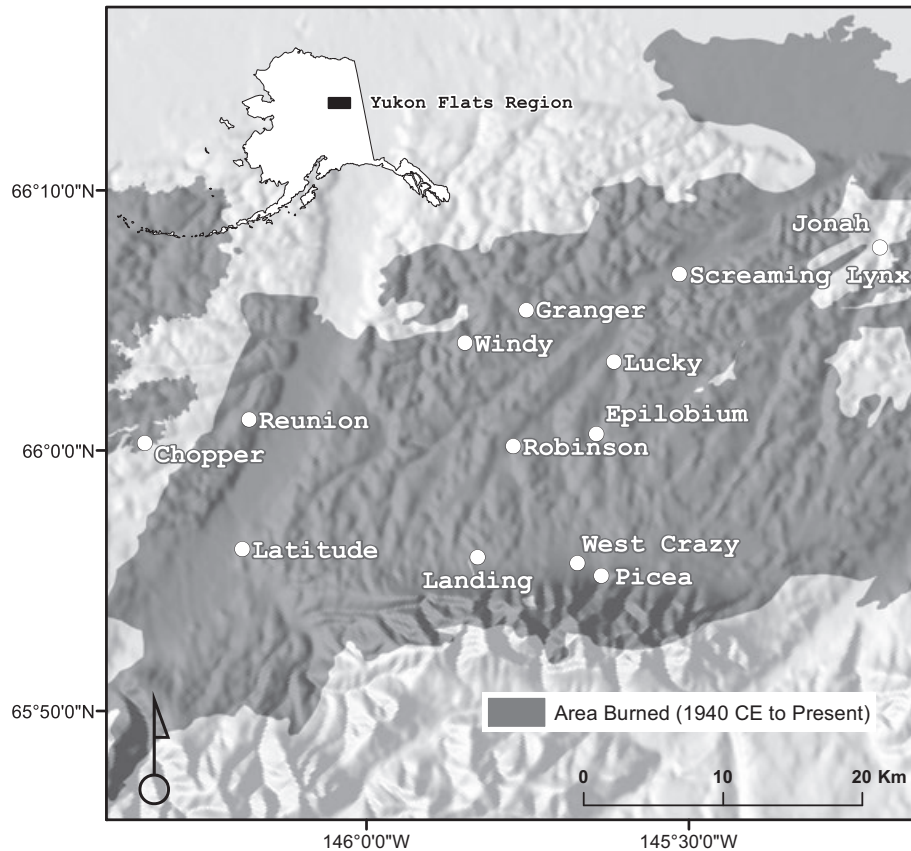 Yukon Flats Region
66°10'0"N
Jonah
Screaming Lynx
Granger
Windy
Lucky
Epilobium
Reunion
Robinson
66°0'0"N
Chopper
West Crazy
Latitude
Landing
Picea
65°50'0"N
Area Burned (1940 CE to Present)
0 10 20 Km
146°0'0"W 145°30'0"W